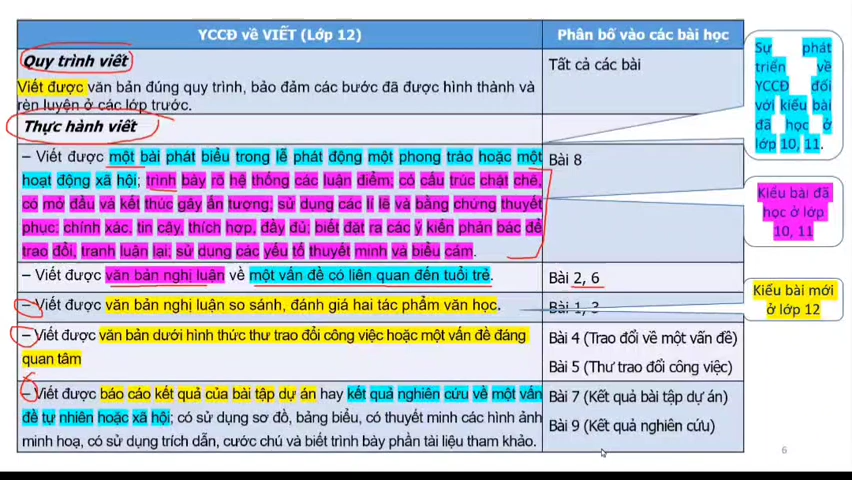 YCCĐ về VIẾT (Lớp 12)
Phân bố vào các bài học
Quy trình viết
Viết được văn bản đúng quy trình, bảo đảm các bước đã được hình thành và
rèn luyện ở các lớp trước.
Tất cả các bài
Thực hành viết
– Viết được một bài phát biểu trong lễ phát động một phong trào hoặc một
hoạt động xã hội; trình bày rõ hệ thống các luận điểm; có cấu trúc chặt chẽ,
có mở đầu và kết thúc gây ấn tượng; sử dụng các lí lẽ và bằng chứng thuyết
phục: chính xác, tin cậy, thích hợp, đầy đủ; biết đặt ra các ý kiến phản bác để
trao đổi, tranh luận lại; sử dụng các yếu tố thuyết minh và biểu cảm.
Bài 8
– Viết được văn bản nghị luận về một vấn đề có liên quan đến tuổi trẻ.
Bài 2, 6
– Viết được văn bản nghị luận so sánh, đánh giá hai tác phẩm văn học.
Bài 1, 3
– Viết được văn bản dưới hình thức thư trao đổi công việc hoặc một vấn đề đáng
quan tâm
Bài 4 (Trao đổi về một vấn đề)
Bài 5 (Thư trao đổi công việc)
– Viết được báo cáo kết quả của bài tập dự án hay kết quả nghiên cứu về một vấn
đề tự nhiên hoặc xã hội; có sử dụng sơ đồ, bảng biểu, có thuyết minh các hình ảnh
minh hoạ, có sử dụng trích dẫn, cước chú và biết trình bày phần tài liệu tham khảo.
Bài 7 (Kết quả bài tập dự án)
Bài 9 (Kết quả nghiên cứu)
Sự phát
triển về
YCCĐ đối
với kiểu bài
đã học ở
lớp 10, 11.
Kiểu bài đã
học ở lớp
10, 11
Kiểu bài mới
ở lớp 12
6